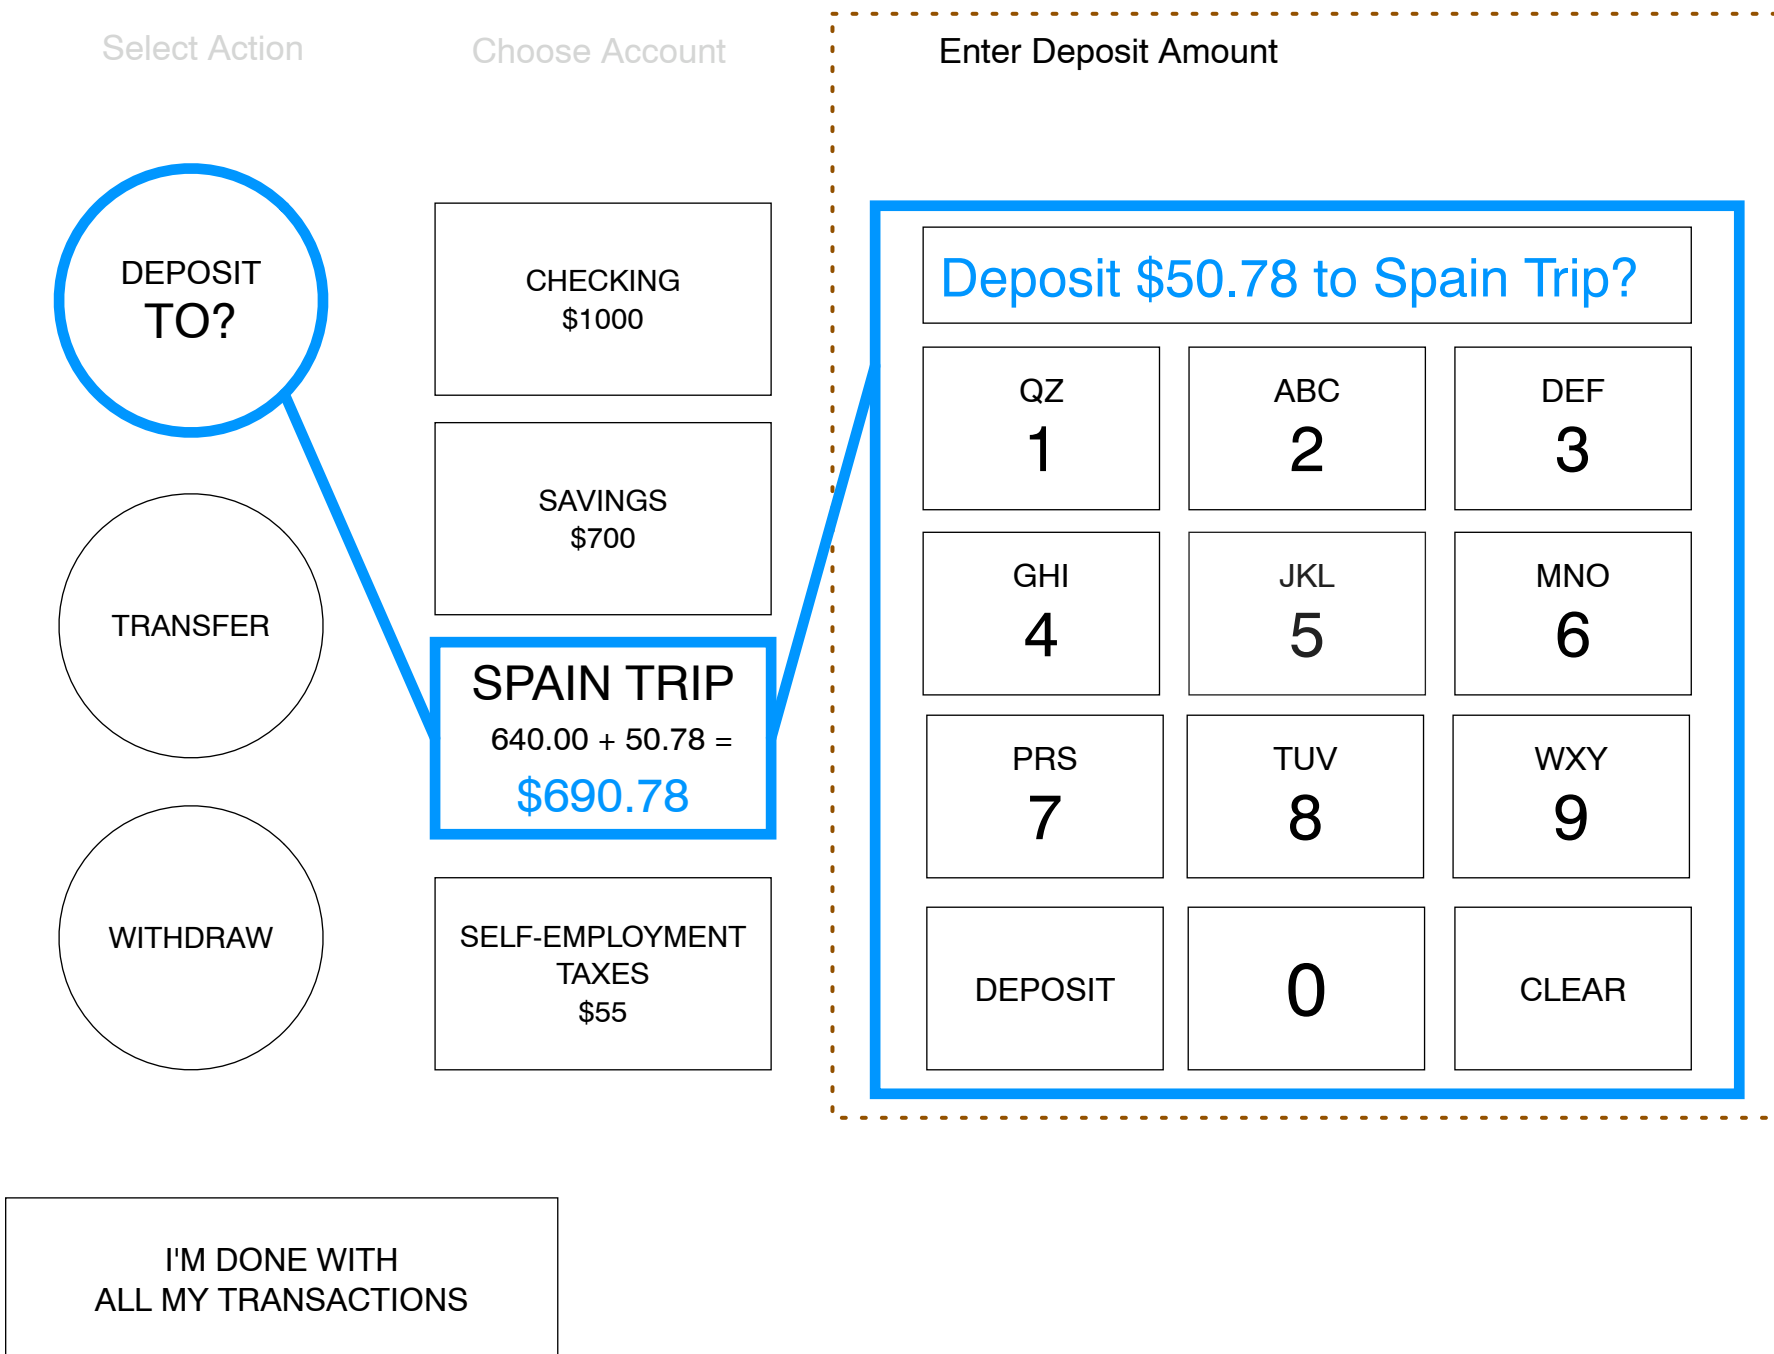 Select Action
Choose Account
Enter Deposit Amount
DEPOSIT
TO?
TRANSFER
WITHDRAW
CHECKING
$1000
SAVINGS
$700
SPAIN TRIP
640.00 + 50.78 =
$690.78
SELF-EMPLOYMENT
TAXES
$55
Deposit $50.78 to Spain Trip?
QZ
1
ABC
2
DEF
3
GHI
4
JKL
5
MNO
6
PRS
7
TUV
8
WXY
9
DEPOSIT
0
CLEAR
I'M DONE WITH
ALL MY TRANSACTIONS